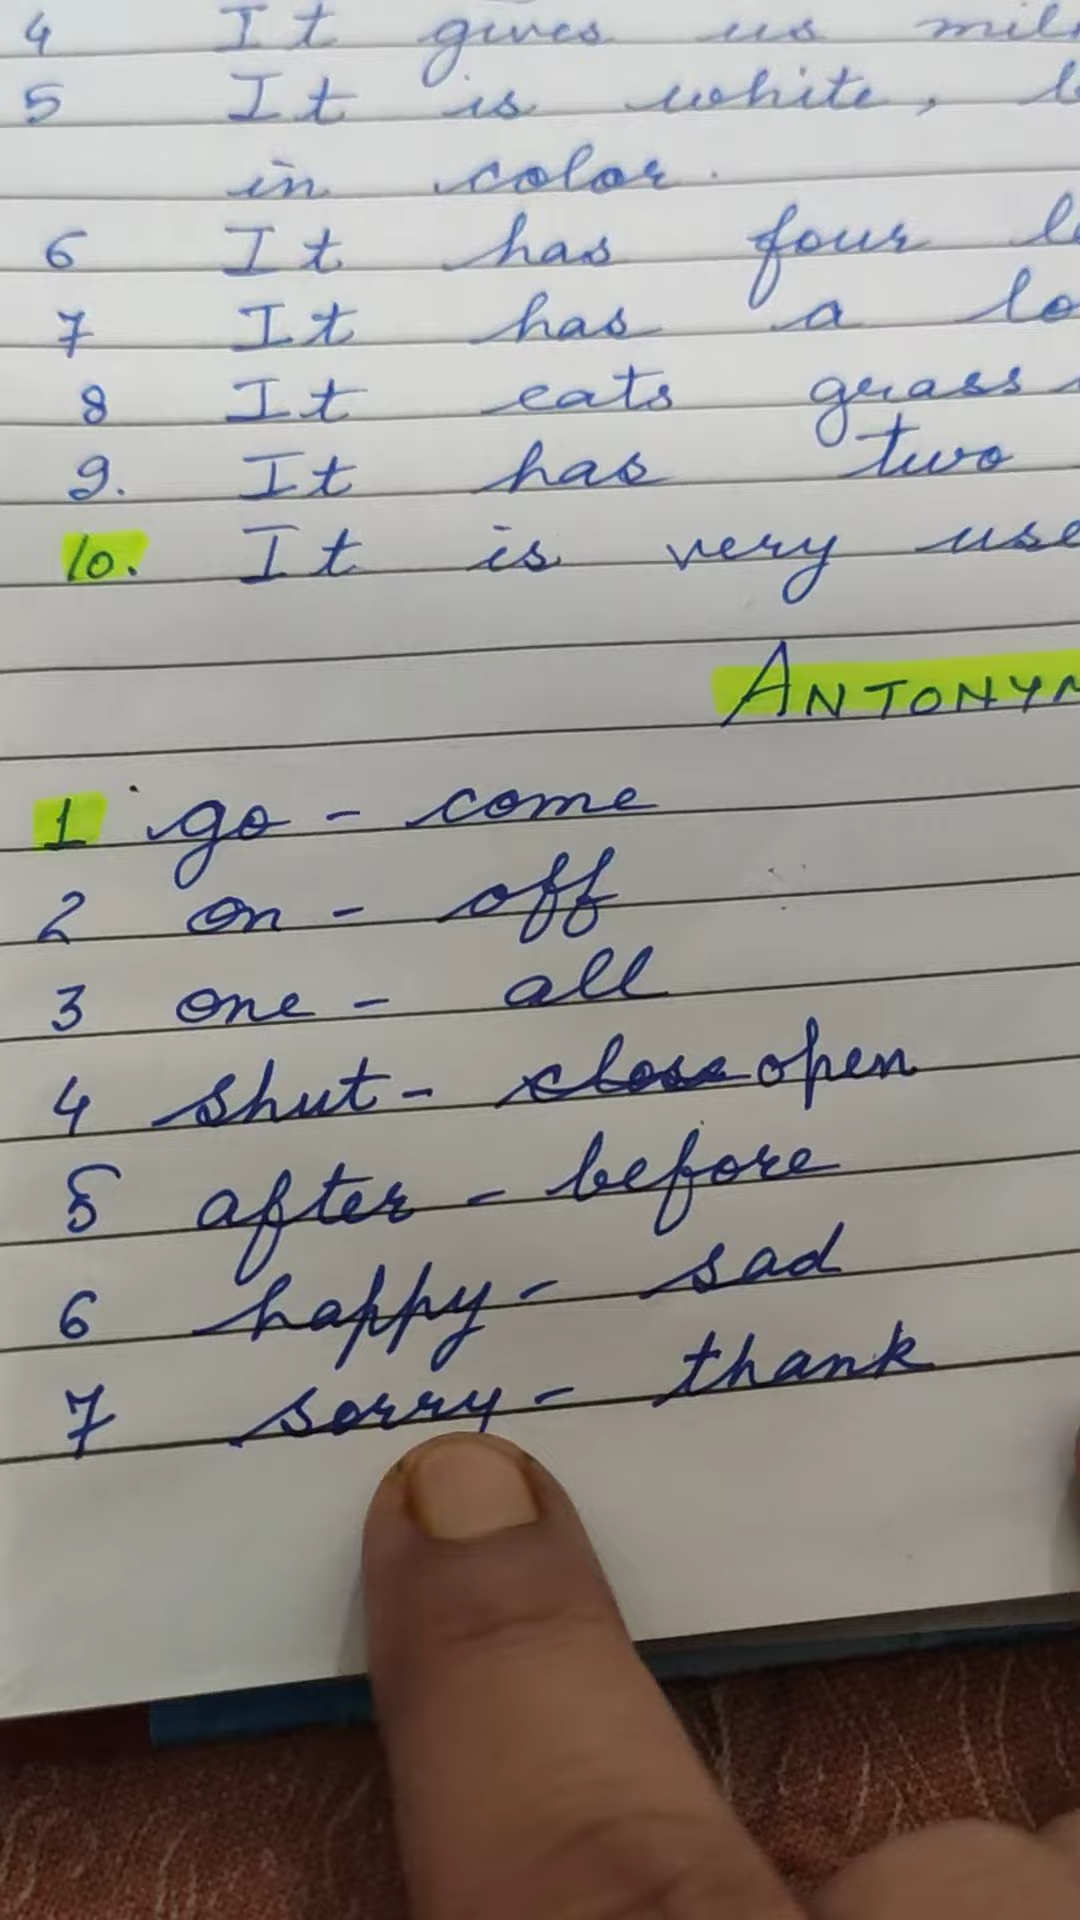 4 It gives us
5 It is white,
in color.
6 It has four
7 It has a
8 It eats grass
9. It has two
10. It is very
1 go - come
2 on - off
3 one - all
4 shut - close open
5 after - before
6 happy - sad
7 sorry - thank